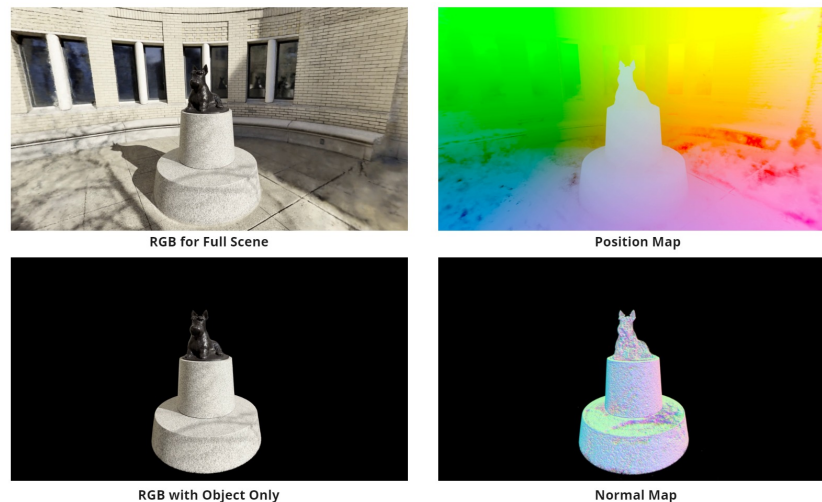 RGB for Full Scene
Position Map
RGB with Object Only
Normal Map